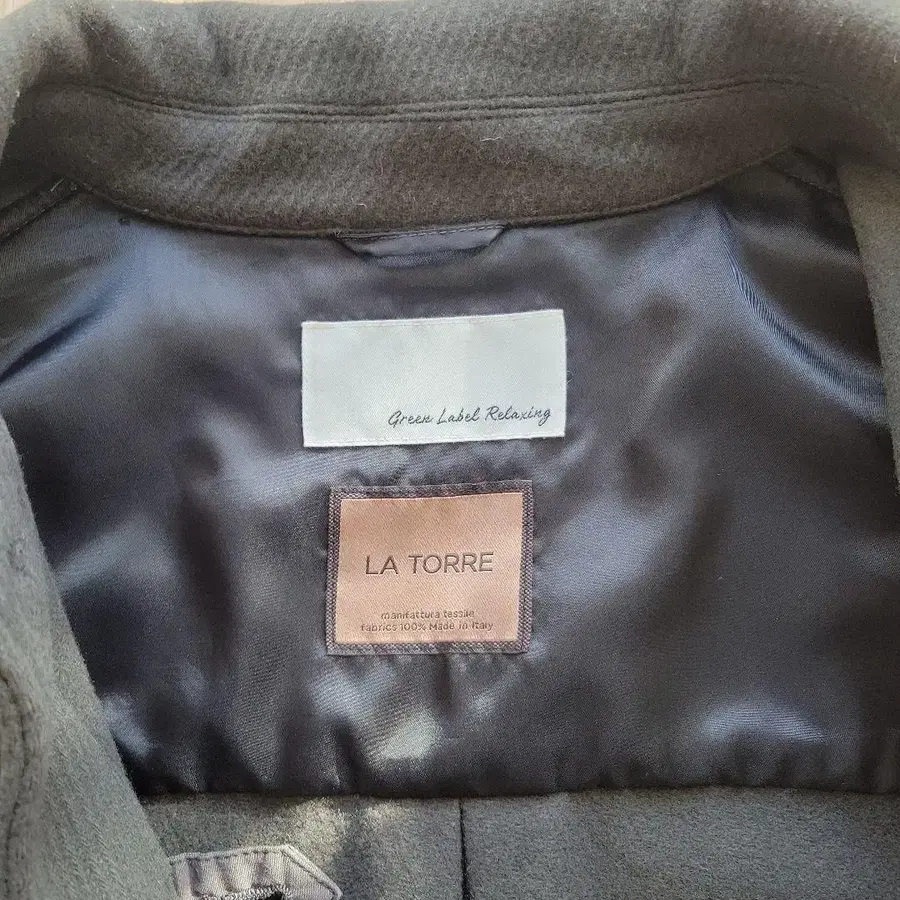 Green Label Relaxing
LA TORRE
manifattura tessile
fabrics 100% Made in Italy